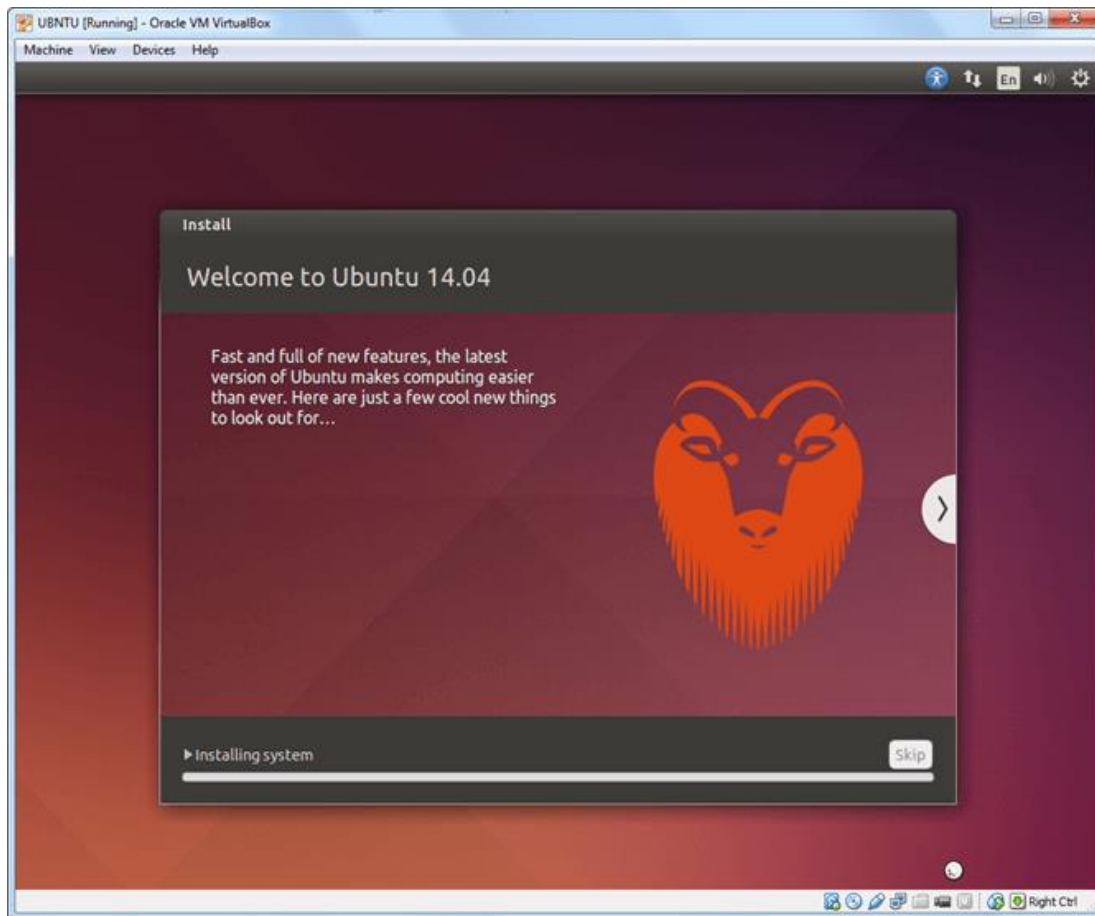 UBNTU [Running] - Oracle VM VirtualBox
Machine View Devices Help
En
Install
Welcome to Ubuntu 14.04
Fast and full of new features, the latest
version of Ubuntu makes computing easier
than ever. Here are just a few cool new things
to look out for…
Installing system
Skip
Right Ctrl